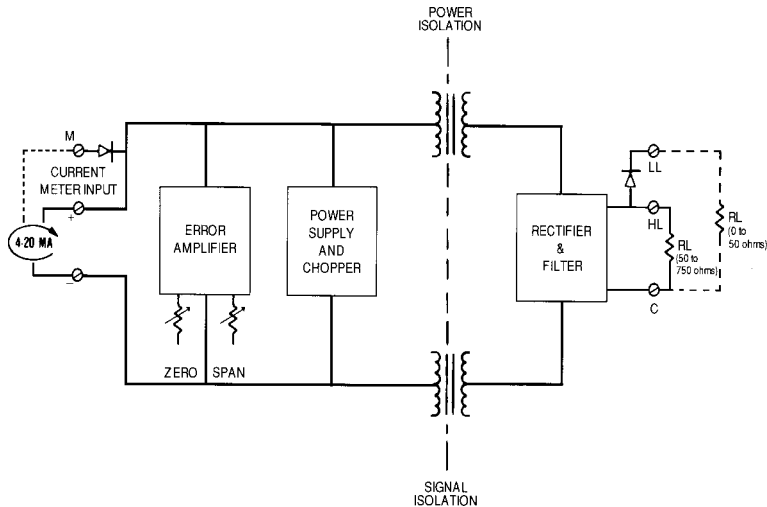 POWER
ISOLATION
M
CURRENT
METER INPUT
+
4-20 MA
−
ERROR
AMPLIFIER
POWER
SUPPLY
AND
CHOPPER
ZERO
SPAN
RECTIFIER
&
FILTER
LL
HL
C
RL
(50 to
750 ohms)
RL
(0 to
50 ohms)
SIGNAL
ISOLATION